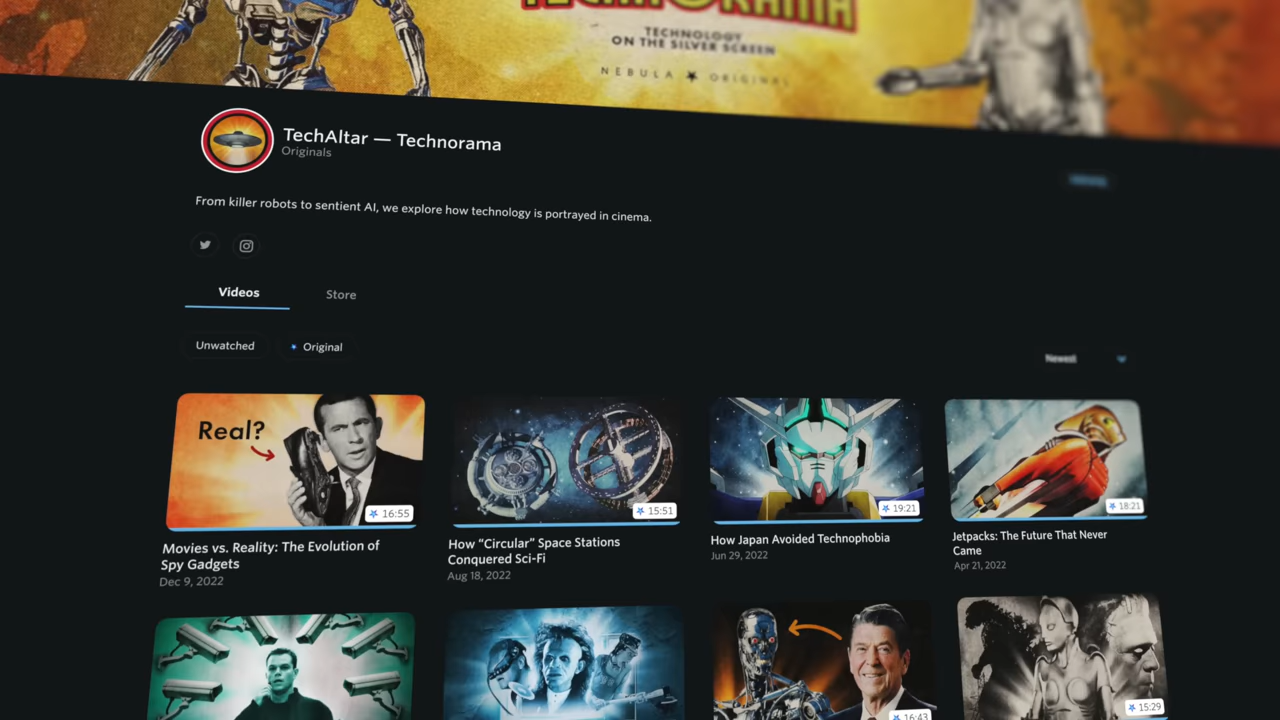 TECHNORAMA
TECHNOLOGY
ON THE SILVER SCREEN
NEBULA ORIGINAL
TechAltar — Technorama
Originals
From killer robots to sentient AI, we explore how technology is portrayed in cinema.
Videos
Store
Unwatched
Original
Newest
Real?
16:55
15:51
19:21
18:21
Movies vs. Reality: The Evolution of
Spy Gadgets
Dec 9, 2022
How “Circular” Space Stations
Conquered Sci-Fi
Aug 18, 2022
How Japan Avoided Technophobia
Jun 29, 2022
Jetpacks: The Future That Never
Came
Apr 21, 2022
16:43
15:29